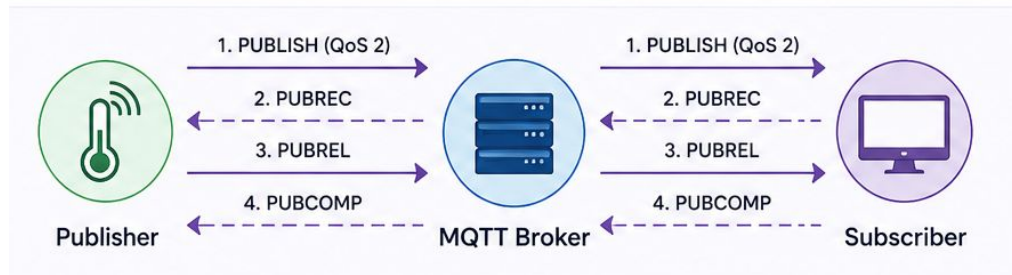 1. PUBLISH (QoS 2)
2. PUBREC
3. PUBREL
4. PUBCOMP
Publisher
MQTT Broker
1. PUBLISH (QoS 2)
2. PUBREC
3. PUBREL
4. PUBCOMP
Subscriber